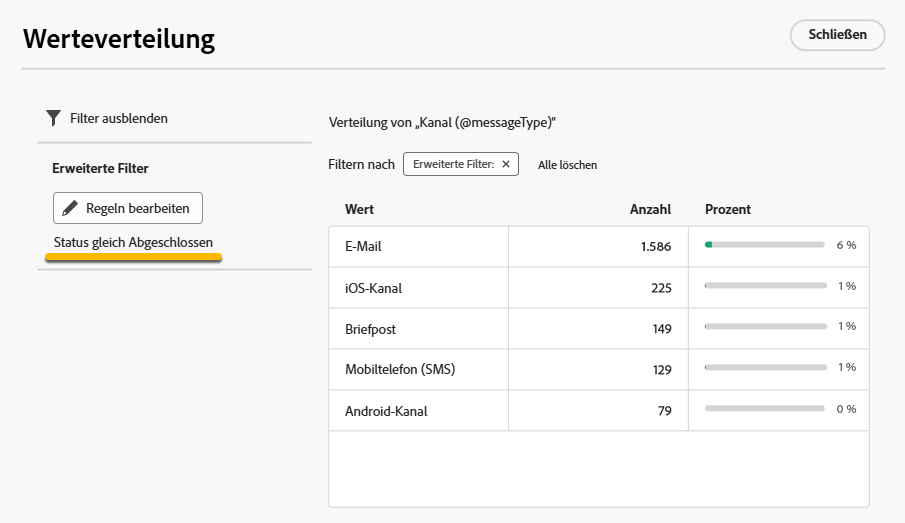 Werteverteilung
Schließen
Filter ausblenden
Erweiterte Filter
Regeln bearbeiten
Status gleich Abgeschlossen
Verteilung von „Kanal (@messageType)"
Filtern nach Erweiterte Filter: × Alle löschen
Wert Anzahl Prozent
E-Mail 1.586 6 %
iOS-Kanal 225 1 %
Briefpost 149 1 %
Mobiltelefon (SMS) 129 1 %
Android-Kanal 79 0 %